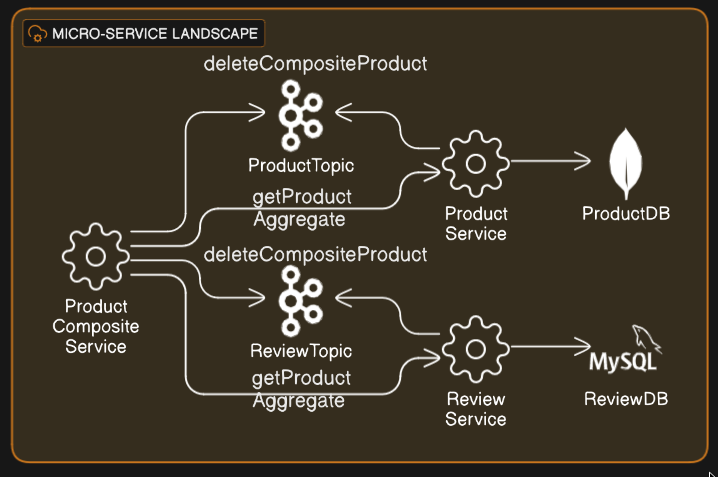 MICRO-SERVICE LANDSCAPE
deleteCompositeProduct
ProductTopic
getProduct
Aggregate
Product
Service
ProductDB
Product
Composite
Service
deleteCompositeProduct
ReviewTopic
getProduct
Aggregate
Review
Service
MySQL
ReviewDB